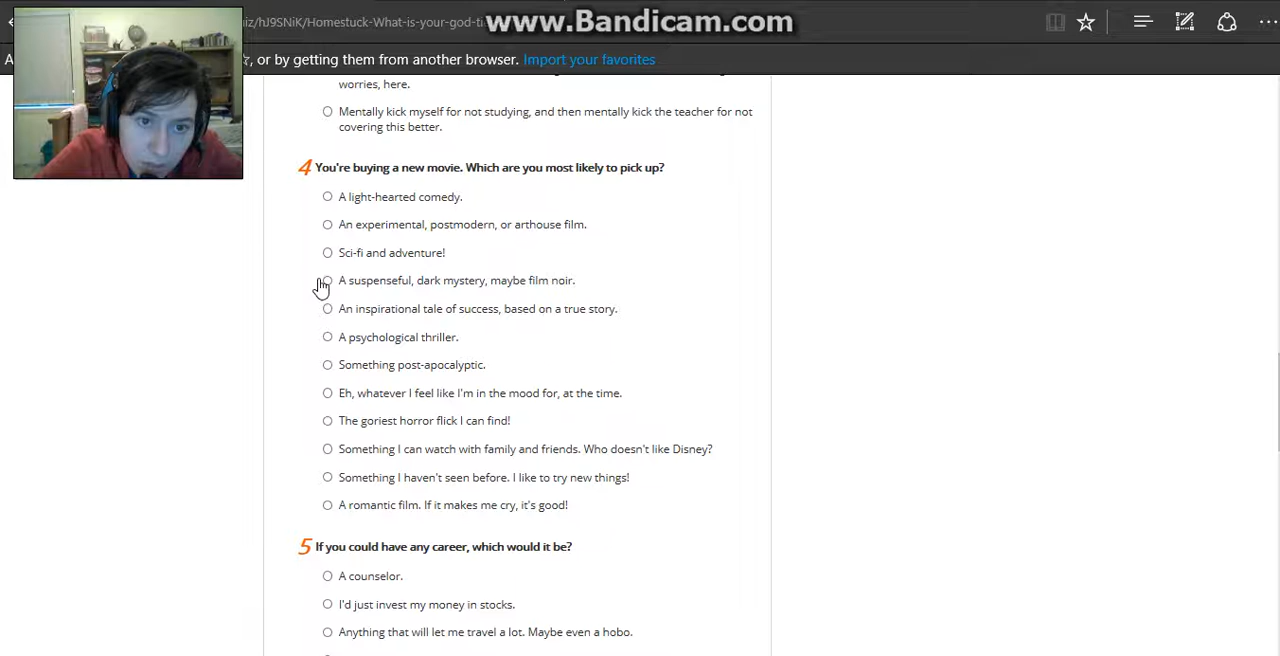 iz/hJ9SNiK/Homestuck-What-is-your-god-ti
www.Bandicam.com
A
, or by getting them from another browser. Import your favorites
worries, here.
Mentally kick myself for not studying, and then mentally kick the teacher for not
covering this better.
4 You're buying a new movie. Which are you most likely to pick up?
A light-hearted comedy.
An experimental, postmodern, or arthouse film.
Sci-fi and adventure!
A suspenseful, dark mystery, maybe film noir.
An inspirational tale of success, based on a true story.
A psychological thriller.
Something post-apocalyptic.
Eh, whatever I feel like I'm in the mood for, at the time.
The goriest horror flick I can find!
Something I can watch with family and friends. Who doesn't like Disney?
Something I haven't seen before. I like to try new things!
A romantic film. If it makes me cry, it's good!
5 If you could have any career, which would it be?
A counselor.
I'd just invest my money in stocks.
Anything that will let me travel a lot. Maybe even a hobo.